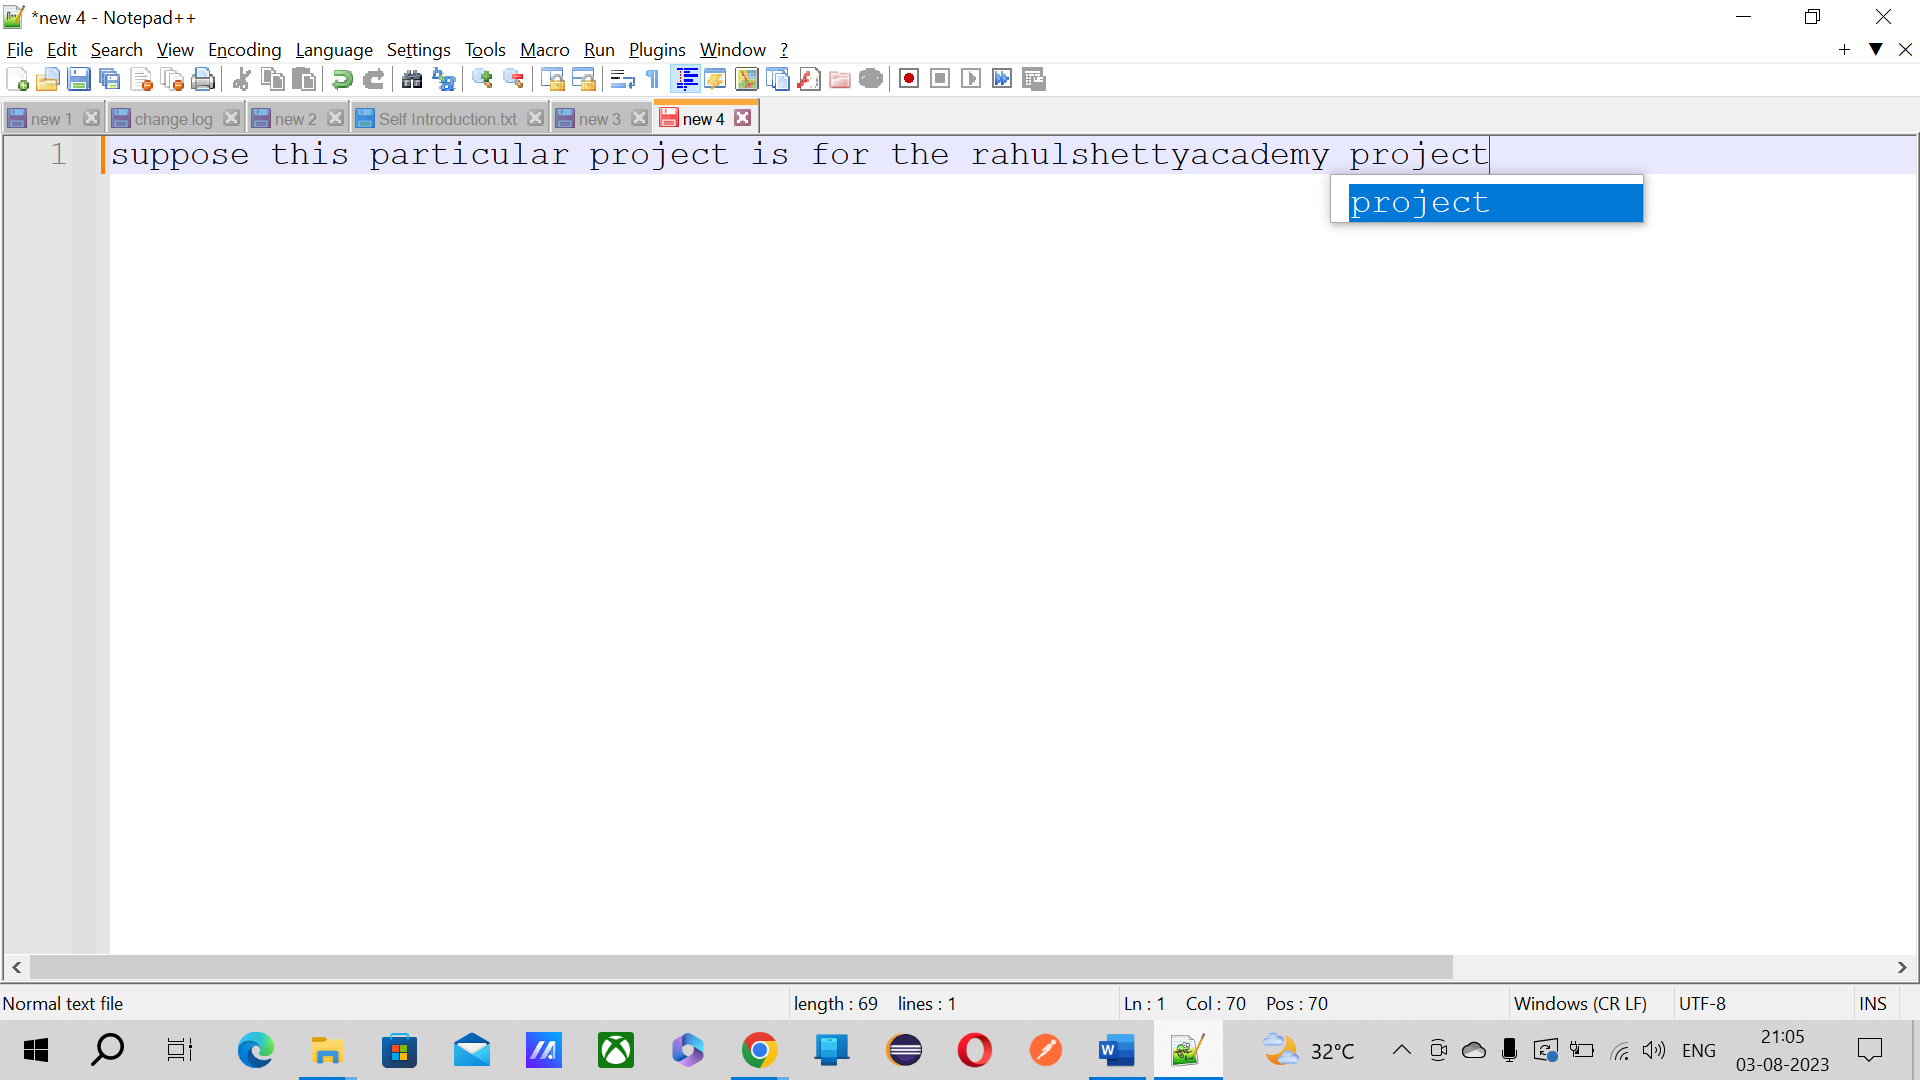 *new 4 - Notepad++
File Edit Search View Encoding Language Settings Tools Macro Run Plugins Window ?
new 1 change.log new 2 Self Introduction.txt new 3 new 4
1 suppose this particular project is for the rahulshettyacademy project
project
Normal text file length : 69 lines : 1 Ln : 1 Col : 70 Pos : 70 Windows (CR LF) UTF-8 INS
32°C ENG 21:05
03-08-2023